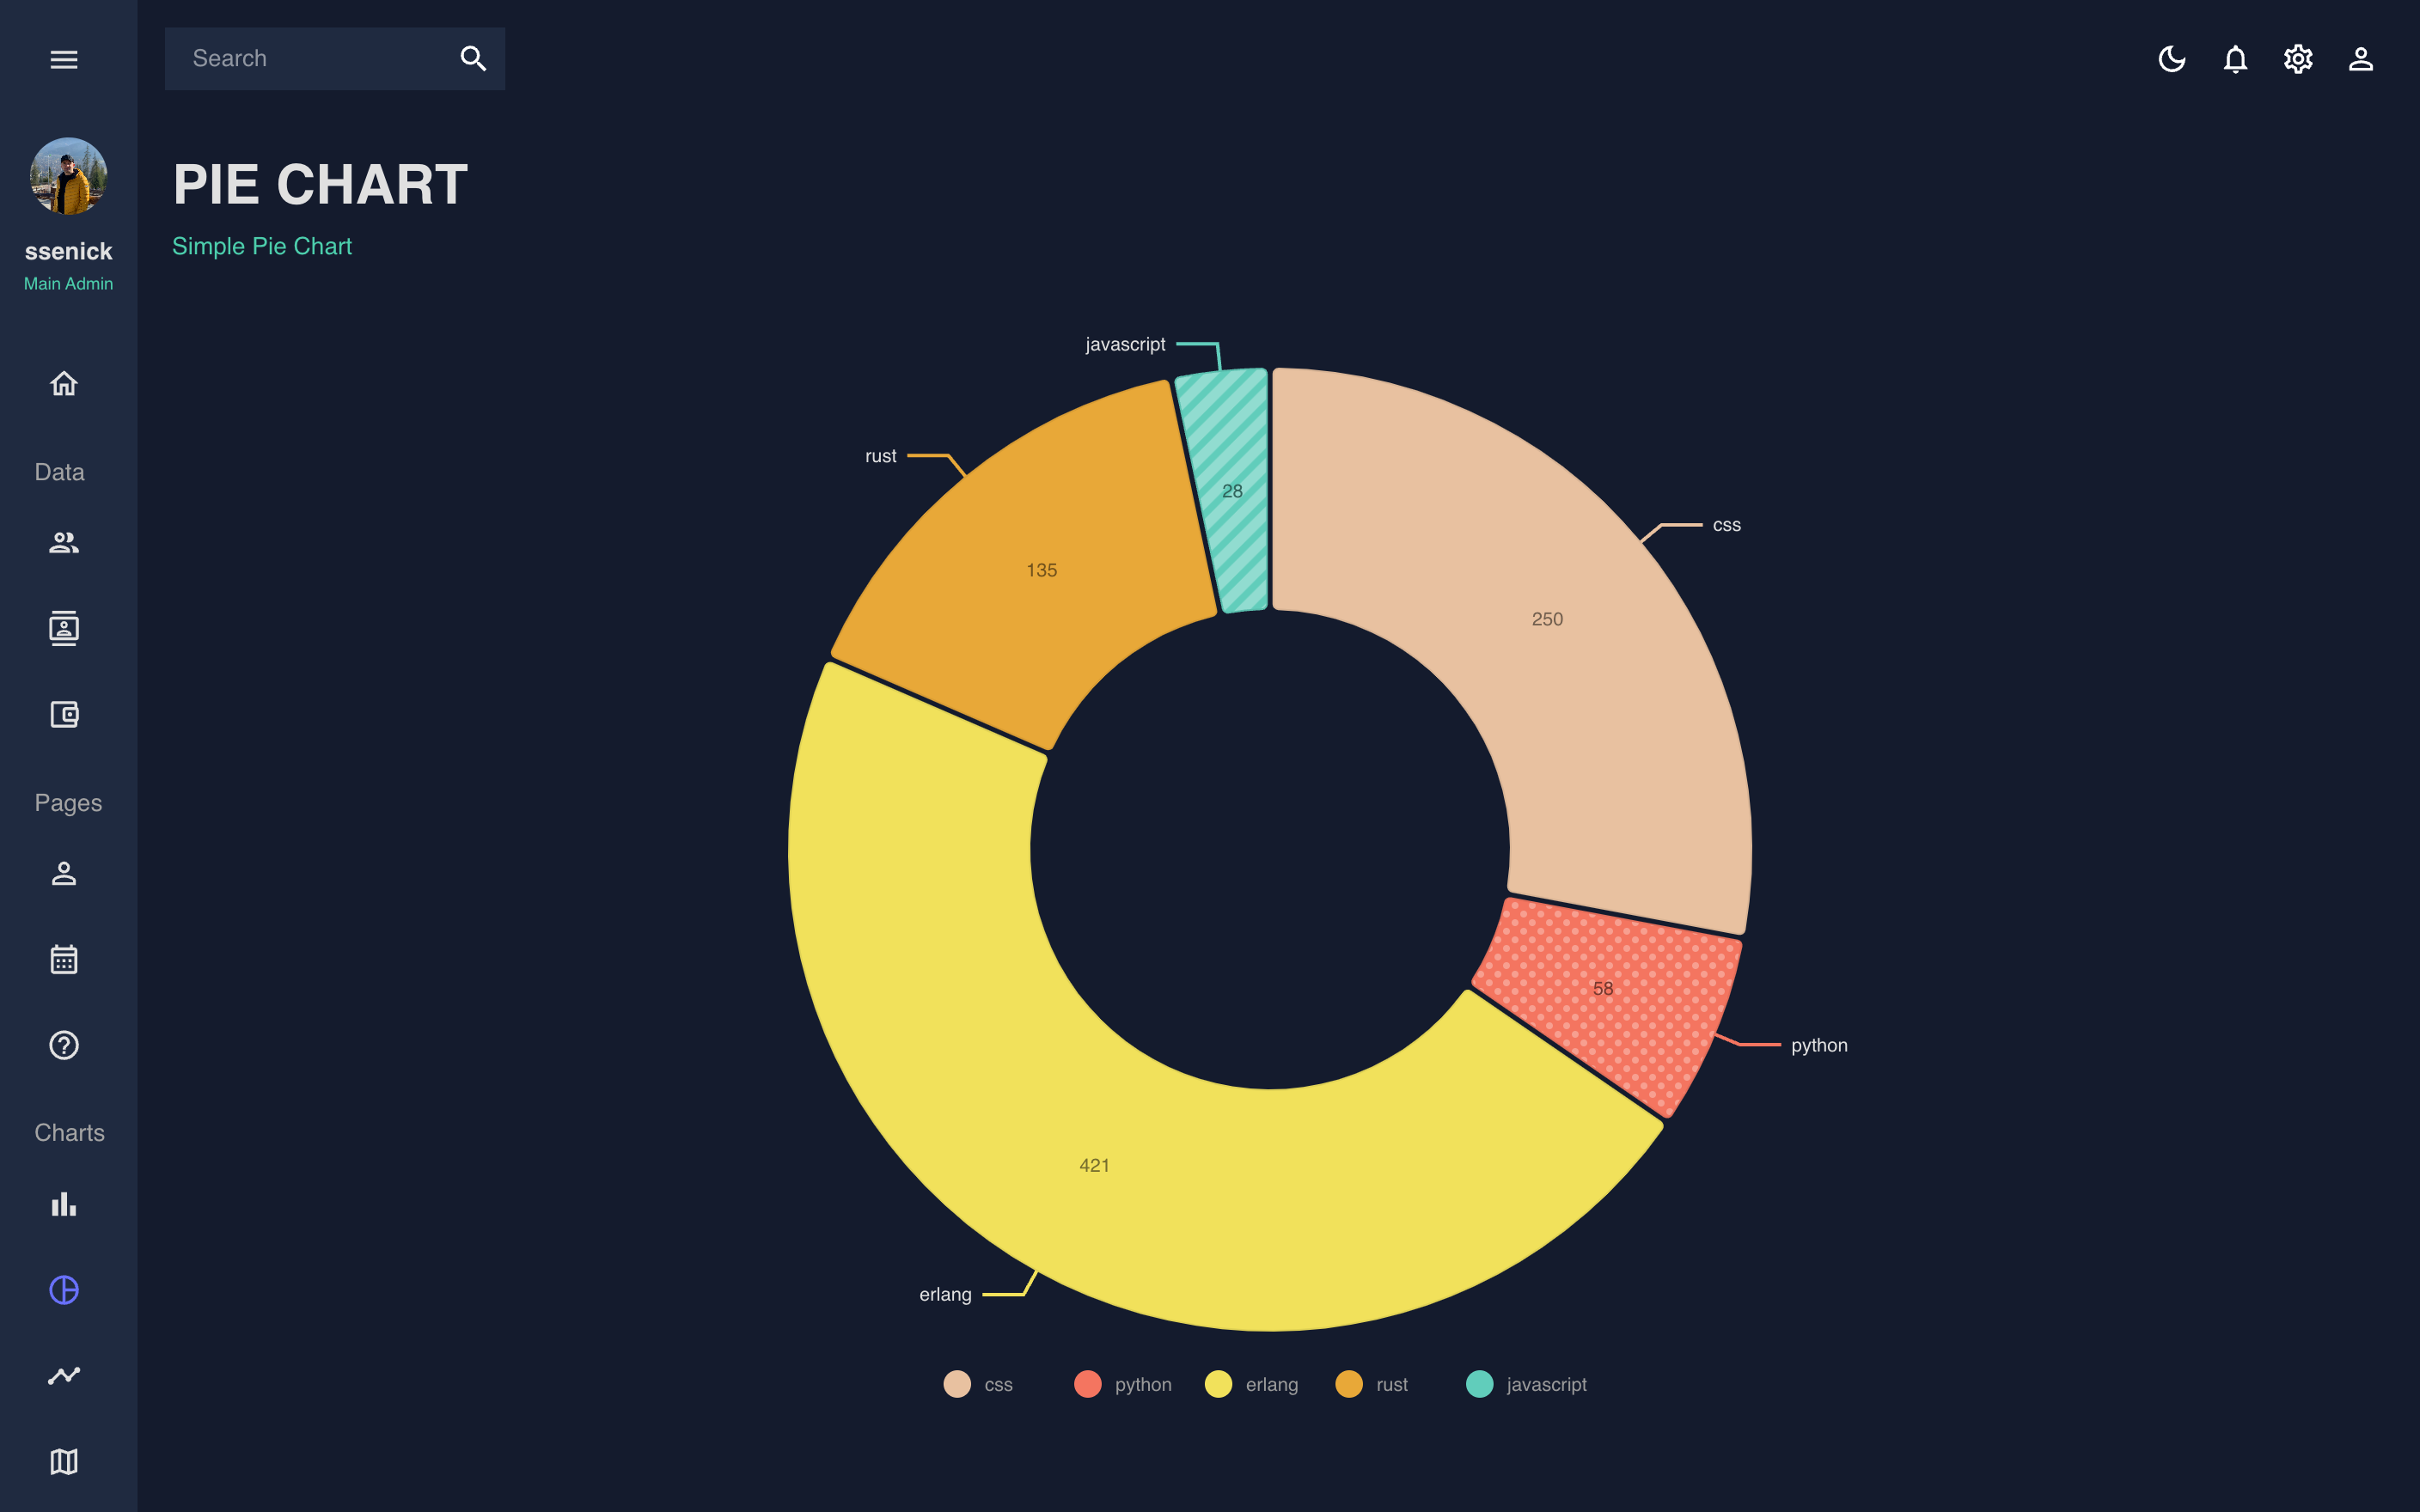 Search
ssenick
Main Admin
Data
Pages
Charts
PIE CHART
Simple Pie Chart
javascript
rust
css
28
135
250
58
python
421
erlang
css
python
erlang
rust
javascript